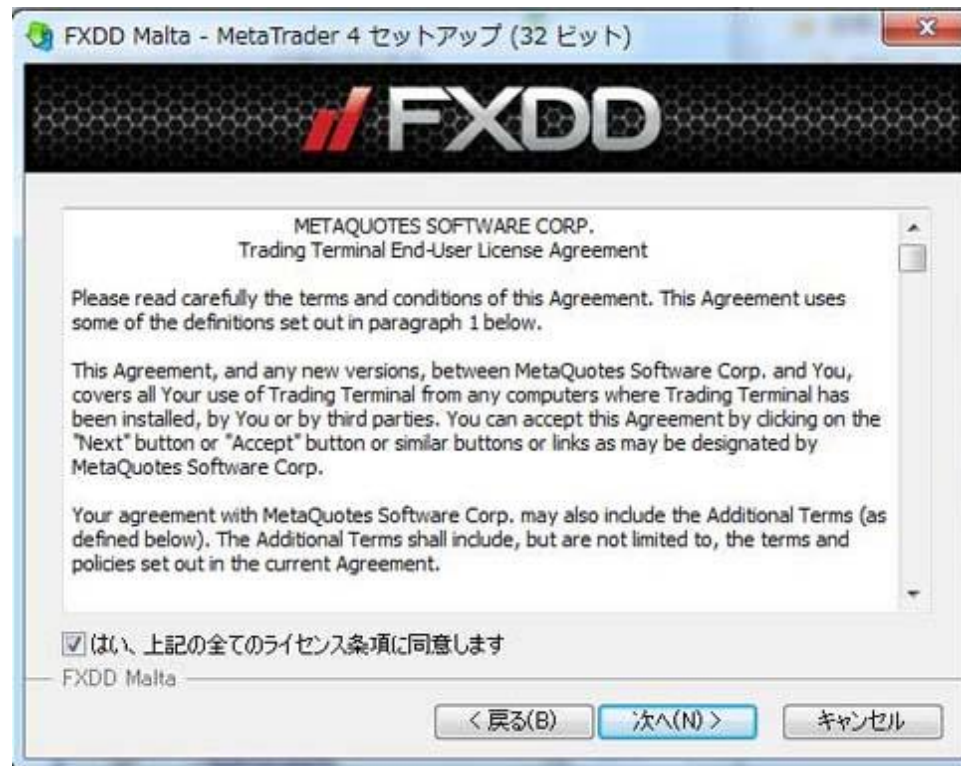 FXDD Malta - MetaTrader 4 セットアップ (32 ビット)
FXDD
METAQUOTES SOFTWARE CORP.
Trading Terminal End-User License Agreement
Please read carefully the terms and conditions of this Agreement. This Agreement uses
some of the definitions set out in paragraph 1 below.
This Agreement, and any new versions, between MetaQuotes Software Corp. and You,
covers all Your use of Trading Terminal from any computers where Trading Terminal has
been installed, by You or by third parties. You can accept this Agreement by clicking on the
"Next" button or "Accept" button or similar buttons or links as may be designated by
MetaQuotes Software Corp.
Your agreement with MetaQuotes Software Corp. may also include the Additional Terms (as
defined below). The Additional Terms shall include, but are not limited to, the terms and
policies set out in the current Agreement.
はい、上記の全てのライセンス条項に同意します
FXDD Malta
< 戻る(B) 次へ(N) > キャンセル